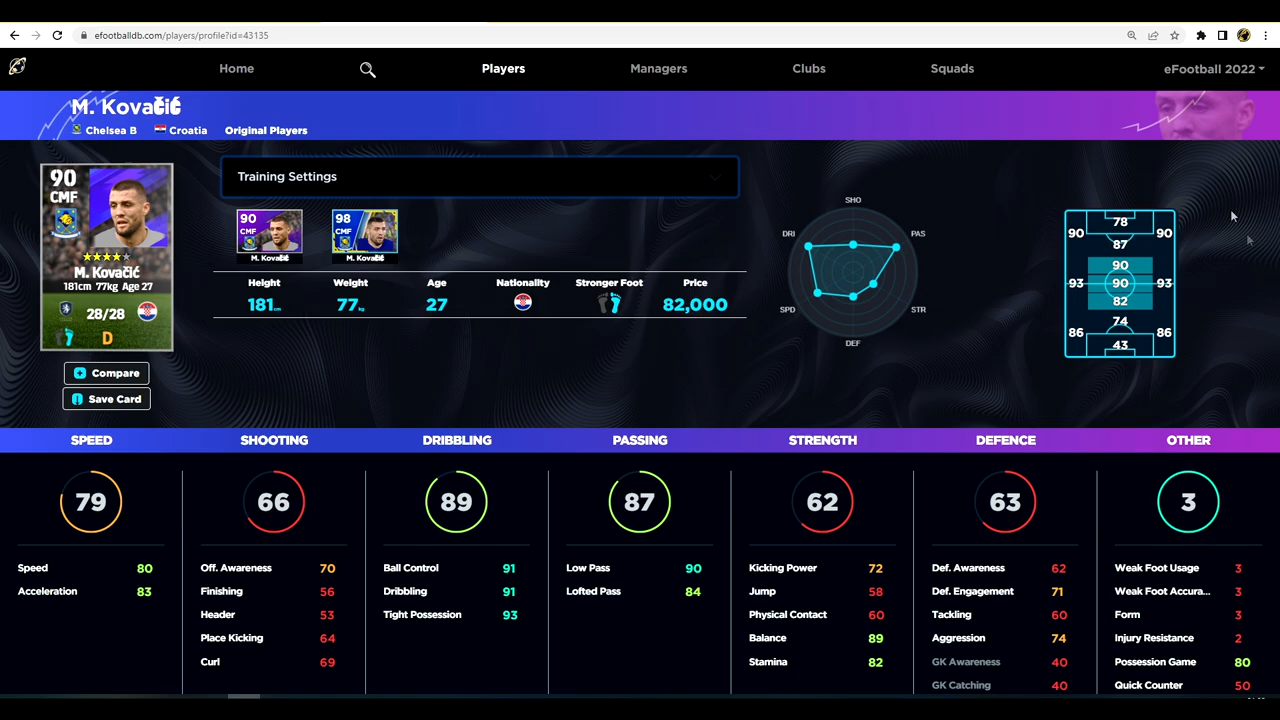 efootballdb.com/players/profile?id=43135
Home Players Managers Clubs Squads eFootball 2022
M. Kovačić
Chelsea B Croatia Original Players
90
CMF
M. Kovačić
181cm 77kg Age 27
28/28
D
Compare
Save Card
Training Settings
90
CMF
M. Kovačić
98
CMF
M. Kovačić
Height Weight Age Nationality Stronger Foot Price
181cm 77kg 27 82,000
SHO
DRI PAS
SPD STR
DEF
78
90 90
87
90
93 90 93
82
74
86 86
43
SPEED SHOOTING DRIBBLING PASSING STRENGTH DEFENCE OTHER
79 66 89 87 62 63 3
Speed 80 Off. Awareness 70 Ball Control 91 Low Pass 90 Kicking Power 72 Def. Awareness 62 Weak Foot Usage 3
Acceleration 83 Finishing 56 Dribbling 91 Lofted Pass 84 Jump 58 Def. Engagement 71 Weak Foot Accura... 3
Header 53 Tight Possession 93 Physical Contact 60 Tackling 60 Form 3
Place Kicking 64 Balance 89 Aggression 74 Injury Resistance 2
Curl 69 Stamina 82 GK Awareness 40 Possession Game 80
GK Catching 40 Quick Counter 50